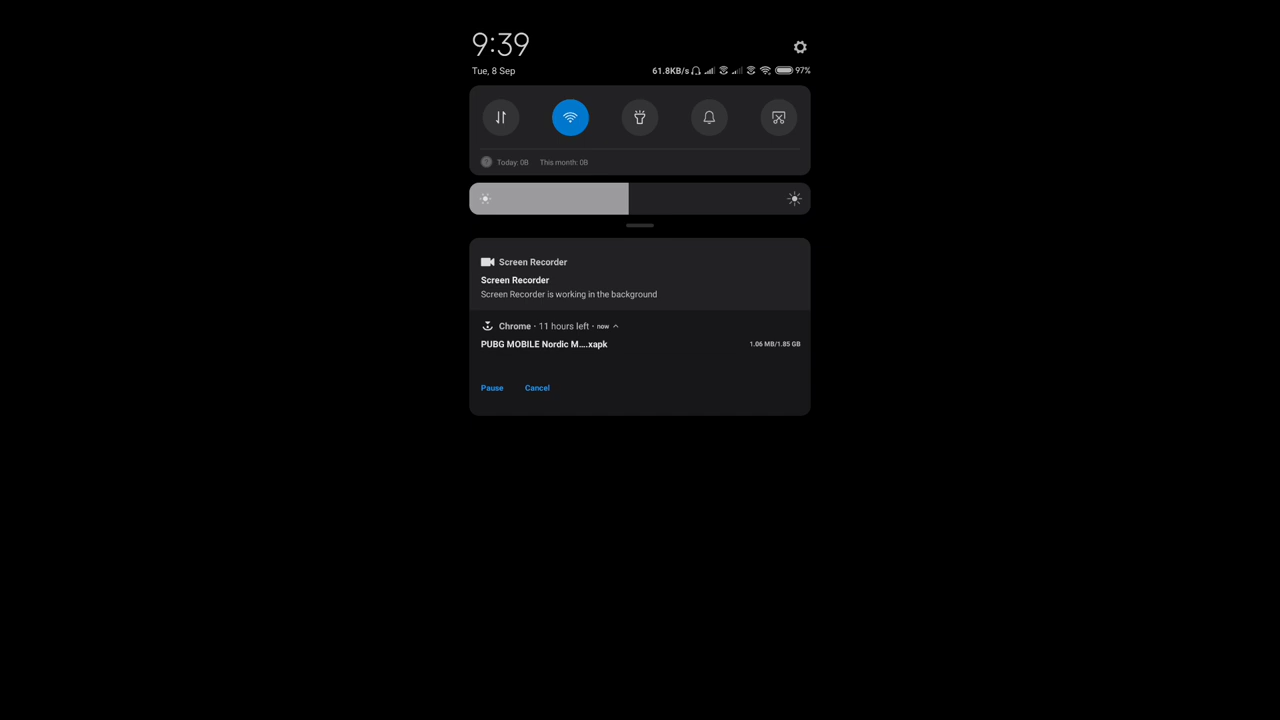 9:39
Tue, 8 Sep
61.8KB/s 97%
Today: 0B This month: 0B
Screen Recorder
Screen Recorder
Screen Recorder is working in the background
Chrome · 11 hours left · now
PUBG MOBILE Nordic M....xapk 1.06 MB/1.85 GB
Pause Cancel